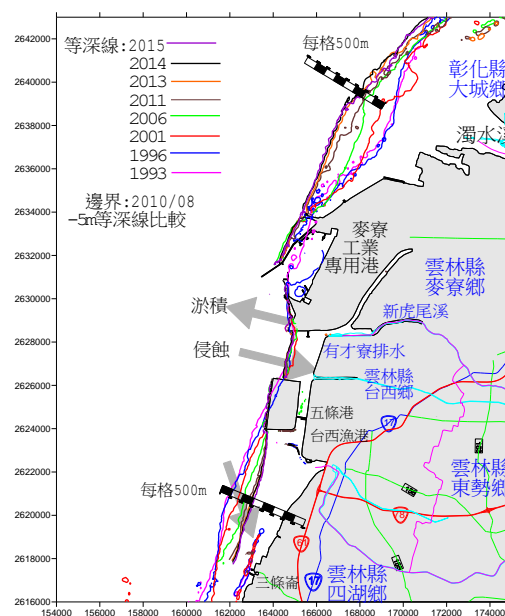 2642000
2640000
2638000
2636000
2634000
2632000
2630000
2628000
2626000
2624000
2622000
2620000
2618000
2616000
154000
156000
158000
160000
162000
164000
166000
168000
170000
172000
174000
等深線:2015
2014
2013
2011
2006
2001
1996
1993
邊界:2010/08
-5m等深線比較
每格500m
彰化縣
大城鄉
濁水溪
麥寮
工業
專用港
雲林縣
麥寮鄉
淤積
新虎尾溪
侵蝕
有才寮排水
雲林縣
台西鄉
五條港
台西漁港
17
雲林縣
東勢鄉
每格500m
78
61
三條崙
17
雲林縣
四湖鄉